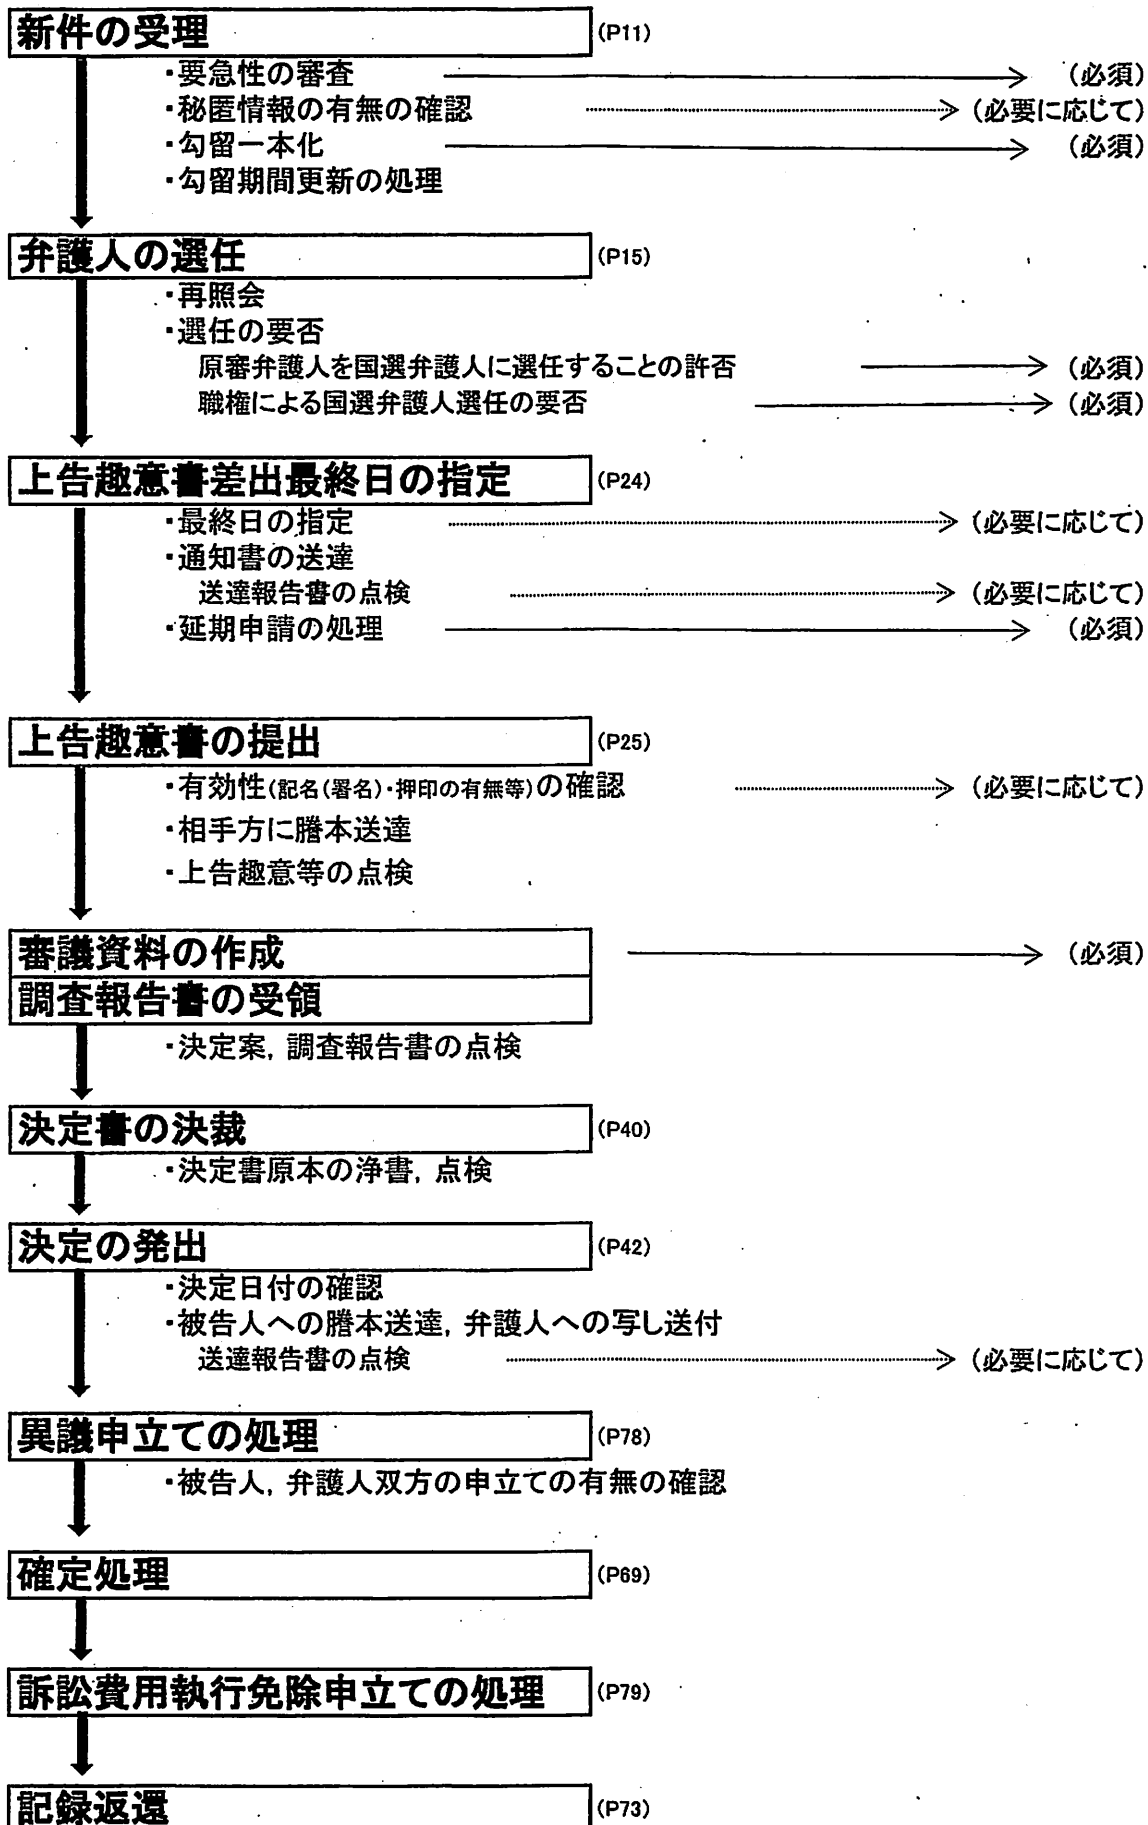 新件の受理 (P11)
・要急性の審査 (必須)
・秘匿情報の有無の確認 (必要に応じて)
・勾留一本化 (必須)
・勾留期間更新の処理
弁護人の選任 (P15)
・再照会
・選任の要否
原審弁護人を国選弁護人に選任することの許否 (必須)
職権による国選弁護人選任の要否 (必須)
上告趣意書差出最終日の指定 (P24)
・最終日の指定 (必要に応じて)
・通知書の送達
送達報告書の点検 (必要に応じて)
・延期申請の処理 (必須)
上告趣意書の提出 (P25)
・有効性(記名(署名)・押印の有無等)の確認 (必要に応じて)
・相手方に謄本送達
・上告趣意等の点検
審議資料の作成 (必須)
調査報告書の受領
・決定案, 調査報告書の点検
決定書の決裁 (P40)
・決定書原本の浄書, 点検
決定の発出 (P42)
・決定日付の確認
・被告人への謄本送達, 弁護人への写し送付
送達報告書の点検 (必要に応じて)
異議申立ての処理 (P78)
・被告人, 弁護人双方の申立ての有無の確認
確定処理 (P69)
訴訟費用執行免除申立ての処理 (P79)
記録返還 (P73)